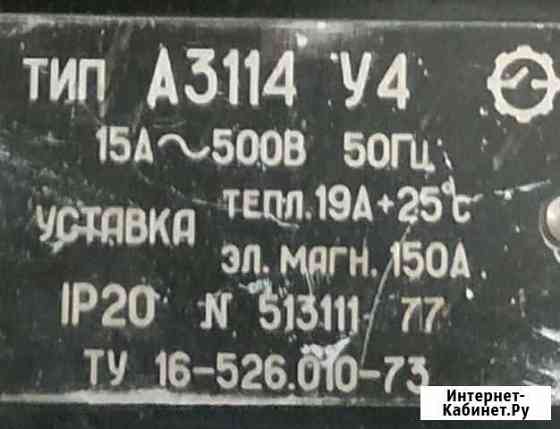 ТИП А3114 У4
15А~500В 50ГЦ
ТЕПЛ.19А+25°С
УСТАВКА
ЭЛ. МАГН. 150А
IP20 N 513111 77
ТУ 16-526.010-73
Интернет-
Кабинет.Ру